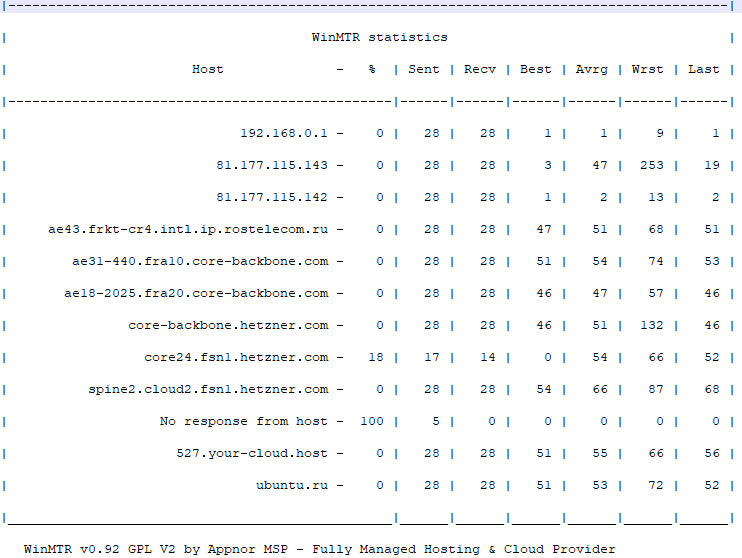 |------------------------------------------------------------------------------------------|
|                                      WinMTR statistics                                   |
|                       Host              -   %  | Sent | Recv | Best | Avrg | Wrst | Last |
|------------------------------------------------|------|------|------|------|------|------|
|                             192.168.0.1 -    0 |   28 |   28 |    1 |    1 |    9 |    1 |
|                          81.177.115.143 -    0 |   28 |   28 |    3 |   47 |  253 |   19 |
|                          81.177.115.142 -    0 |   28 |   28 |    1 |    2 |   13 |    2 |
|     ae43.frkt-cr4.intl.ip.rostelecom.ru -    0 |   28 |   28 |   47 |   51 |   68 |   51 |
|        ae31-440.fra10.core-backbone.com -    0 |   28 |   28 |   51 |   54 |   74 |   53 |
|       ae18-2025.fra20.core-backbone.com -    0 |   28 |   28 |   46 |   47 |   57 |   46 |
|               core-backbone.hetzner.com -    0 |   28 |   28 |   46 |   51 |  132 |   46 |
|                 core24.fsn1.hetzner.com -   18 |   17 |   14 |    0 |   54 |   66 |   52 |
|          spine2.cloud2.fsn1.hetzner.com -    0 |   28 |   28 |   54 |   66 |   87 |   68 |
|                   No response from host -  100 |    5 |    0 |    0 |    0 |    0 |    0 |
|                     527.your-cloud.host -    0 |   28 |   28 |   51 |   55 |   66 |   56 |
|                               ubuntu.ru -    0 |   28 |   28 |   51 |   53 |   72 |   52 |
|________________________________________________|______|______|______|______|______|______|
WinMTR v0.92 GPL V2 by Appnor MSP - Fully Managed Hosting & Cloud Provider